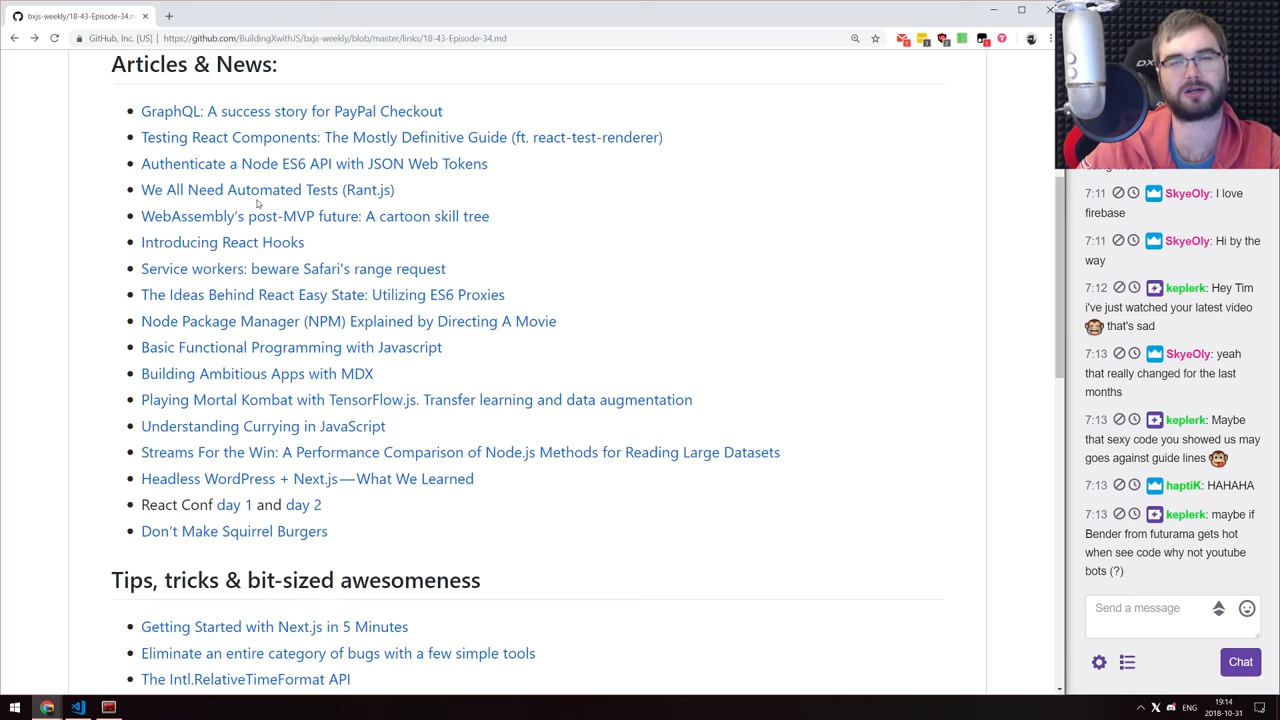 bxjs-weekly/18-43-Episode-34.m
GitHub, Inc. [US]
https://github.com/BuildingXwithJS/bxjs-weekly/blob/master/links/18-43-Episode-34.md
Articles & News:
GraphQL: A success story for PayPal Checkout
Testing React Components: The Mostly Definitive Guide (ft. react-test-renderer)
Authenticate a Node ES6 API with JSON Web Tokens
We All Need Automated Tests (Rant.js)
WebAssembly's post-MVP future: A cartoon skill tree
Introducing React Hooks
Service workers: beware Safari's range request
The Ideas Behind React Easy State: Utilizing ES6 Proxies
Node Package Manager (NPM) Explained by Directing A Movie
Basic Functional Programming with Javascript
Building Ambitious Apps with MDX
Playing Mortal Kombat with TensorFlow.js. Transfer learning and data augmentation
Understanding Currying in JavaScript
Streams For the Win: A Performance Comparison of Node.js Methods for Reading Large Datasets
Headless WordPress + Next.js — What We Learned
React Conf day 1 and day 2
Don't Make Squirrel Burgers
Tips, tricks & bit-sized awesomeness
Getting Started with Next.js in 5 Minutes
Eliminate an entire category of bugs with a few simple tools
The Intl.RelativeTimeFormat API
7:11 SkyeOly: I love
firebase
7:11 SkyeOly: Hi by the
way
7:12 keplerk: Hey Tim
i've just watched your latest video
that's sad
7:13 SkyeOly: yeah
that really changed for the last
months
7:13 keplerk: Maybe
that sexy code you showed us may
goes against guide lines
7:13 haptiK: HAHAHA
7:13 keplerk: maybe if
Bender from futurama gets hot
when see code why not youtube
bots (?)
Send a message
Chat
ENG
19:14
2018-10-31